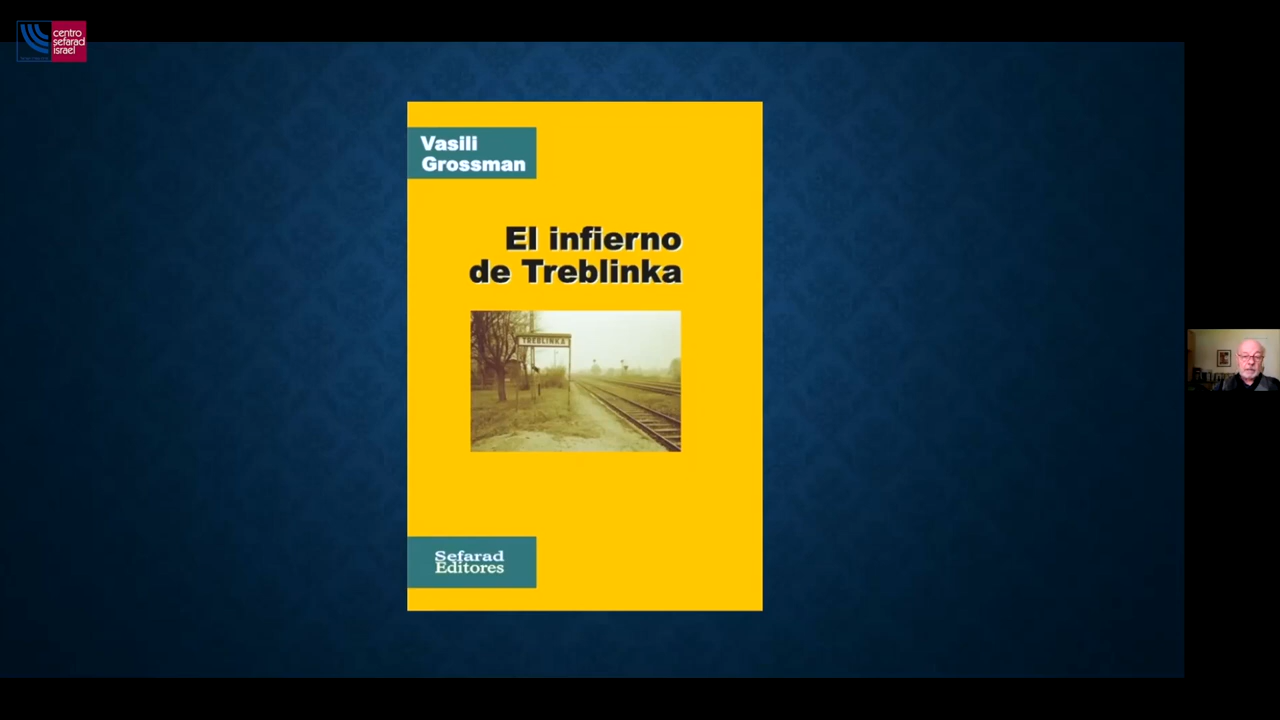 centro
sefarad
israel
Vasili
Grossman
El infierno
de Treblinka
TREBLINKA
Sefarad
Editores